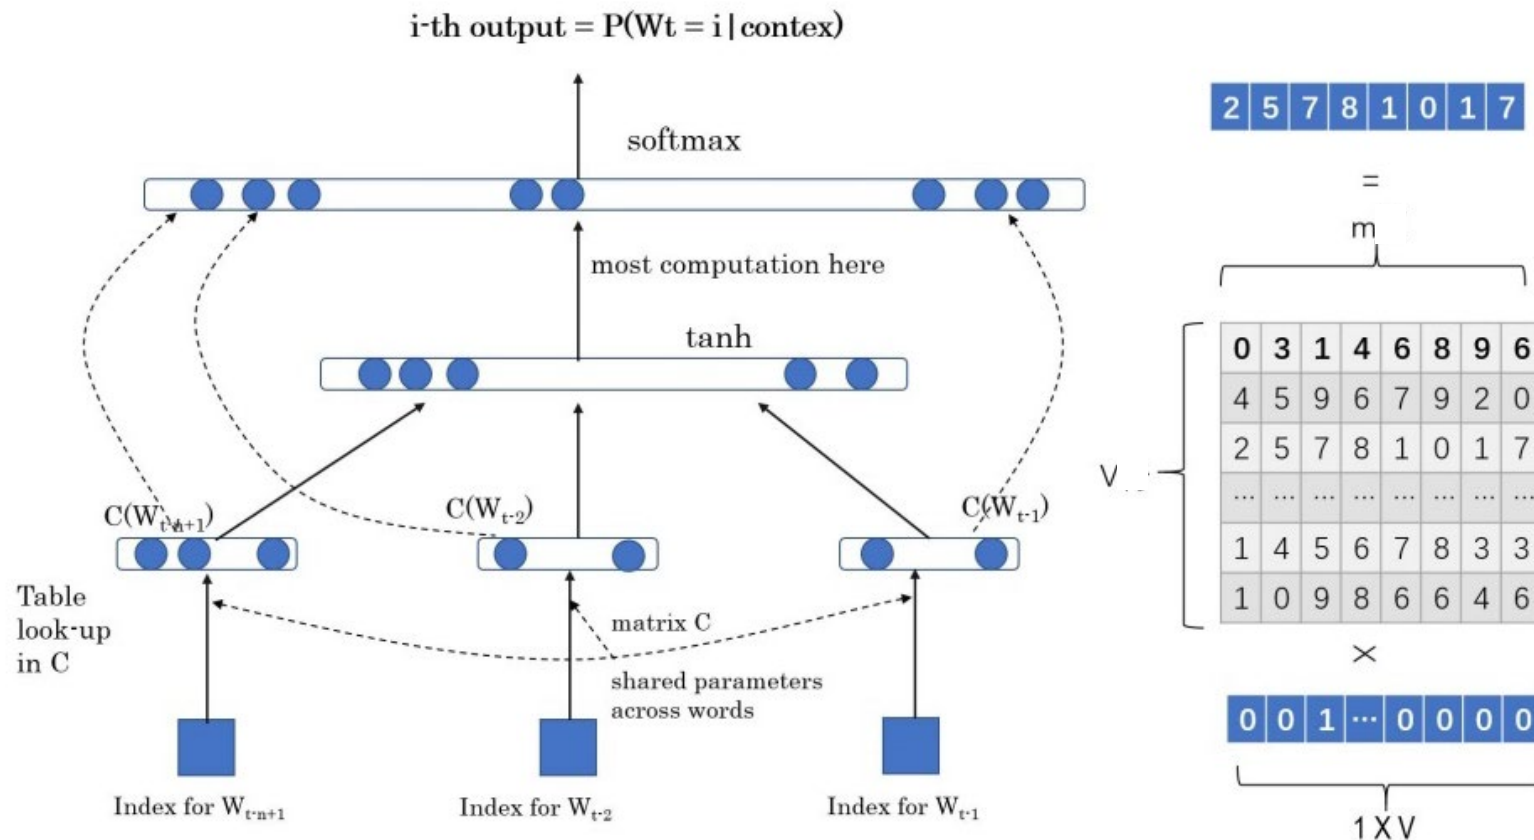 i-th output = P(Wt = i|contex)
softmax
most computation here
tanh
C(Wt-n+1)
C(Wt-2)
C(Wt-1)
Table
look-up
in C
matrix C
shared parameters
across words
Index for Wt-n+1
Index for Wt-2
Index for Wt-1
2 5 7 8 1 0 1 7
=
m
V
0 3 1 4 6 8 9 6
4 5 9 6 7 9 2 0
2 5 7 8 1 0 1 7
... ... ... ... ... ... ... ...
1 4 5 6 7 8 3 3
1 0 9 8 6 6 4 6
×
0 0 1 ... 0 0 0 0
1 X V